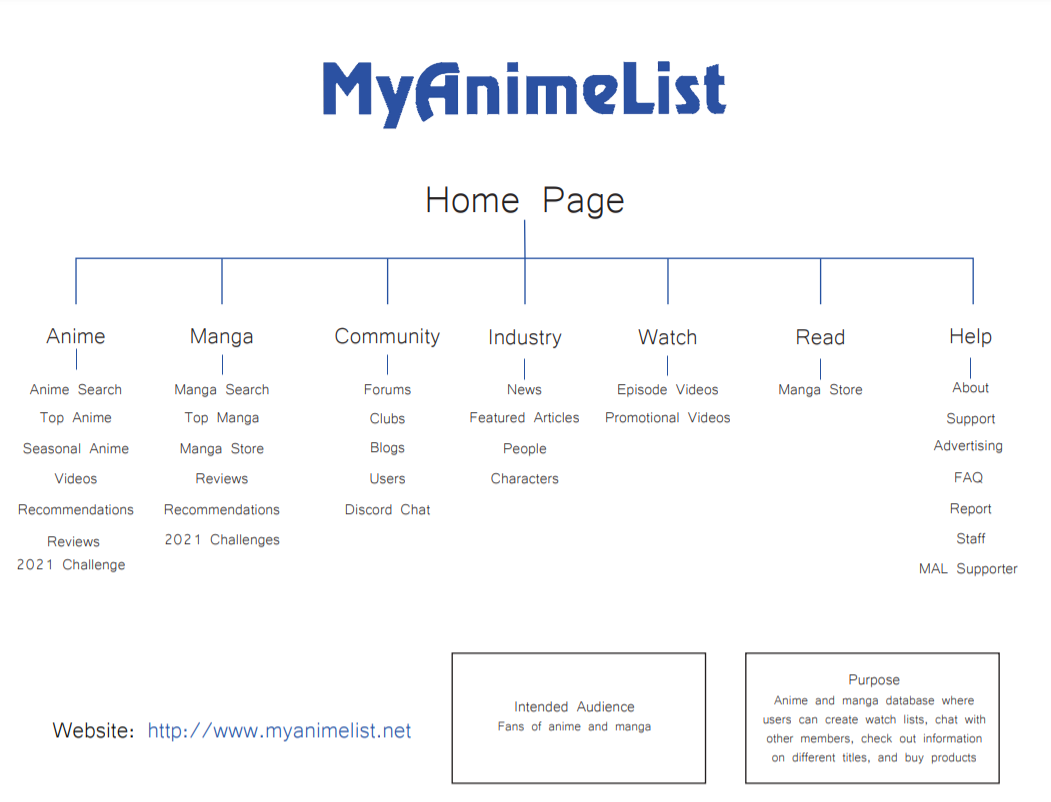 MyAnimeList
Home Page
Anime
Anime Search
Top Anime
Seasonal Anime
Videos
Recommendations
Reviews
2021 Challenge
Manga
Manga Search
Top Manga
Manga Store
Reviews
Recommendations
2021 Challenges
Community
Forums
Clubs
Blogs
Users
Discord Chat
Industry
News
Featured Articles
People
Characters
Watch
Episode Videos
Promotional Videos
Read
Manga Store
Help
About
Support
Advertising
FAQ
Report
Staff
MAL Supporter
Website: http://www.myanimelist.net
Intended Audience
Fans of anime and manga
Purpose
Anime and manga database where
users can create watch lists, chat with
other members, check out information
on different titles, and buy products